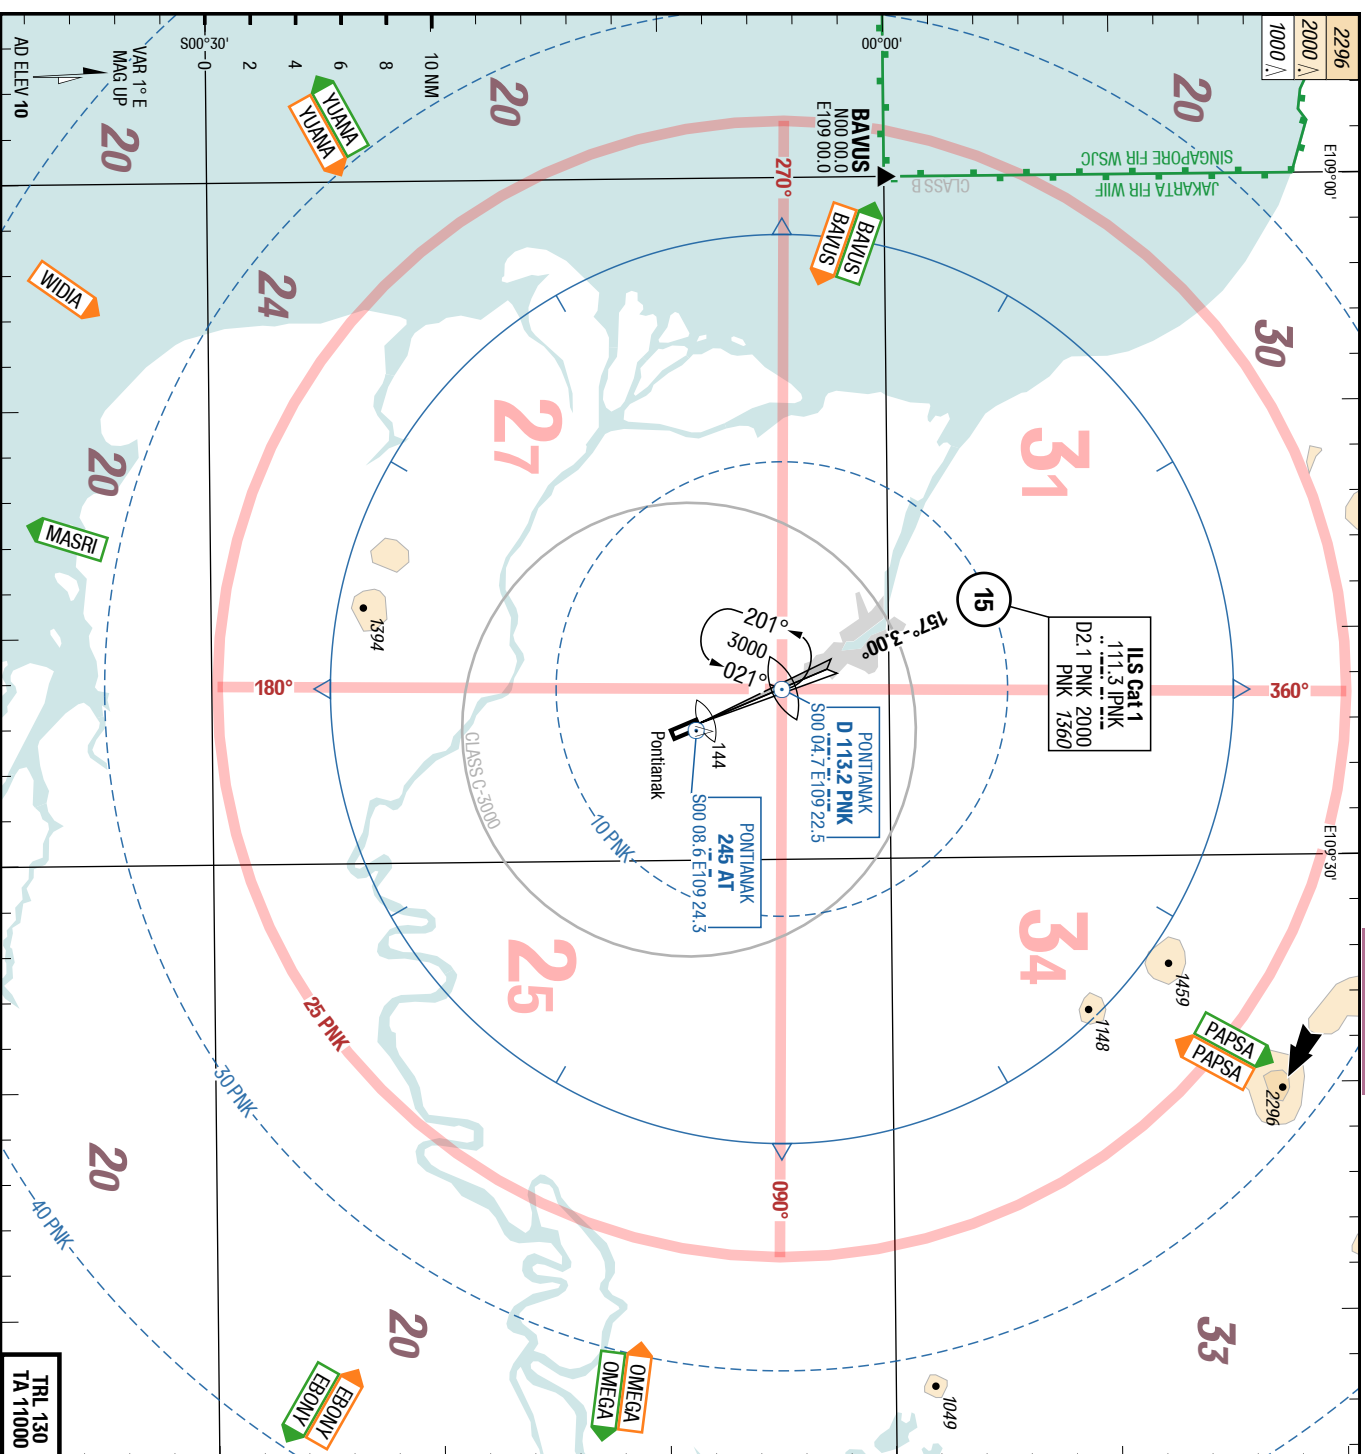 2296
2000
1000
AD ELEV 10
VAR 1° E
MAG UP
S00°30'
0
2
4
6
8
10 NM
00°00'
E109°00'
E109°30'
20
20
20
24
30
20
20
20
33
27
31
25
34
YUANA
YUANA
WIDIA
MASRI
BAVUS
N00 00.0
E109 00.0
BAVUS
BAVUS
SINGAPORE FIR WSJC
JAKARTA FIR WIIF
CLASS B
270°
180°
360°
090°
15
ILS Cat 1
111.3 IPNK
D2.1 PNK 2000
PNK 1360
157°-3.00°
201°
3000
021°
PONTIANAK
D 113.2 PNK
S00 04.7 E109 22.5
PONTIANAK
245 AT
S00 08.6 E109 24.3
144
Pontianak
CLASS C-3000
10 PNK
25 PNK
30 PNK
40 PNK
1394
1459
1148
2296
1049
PAPSA
PAPSA
OMEGA
OMEGA
EBONY
EBONY
TRL 130
TA 11000